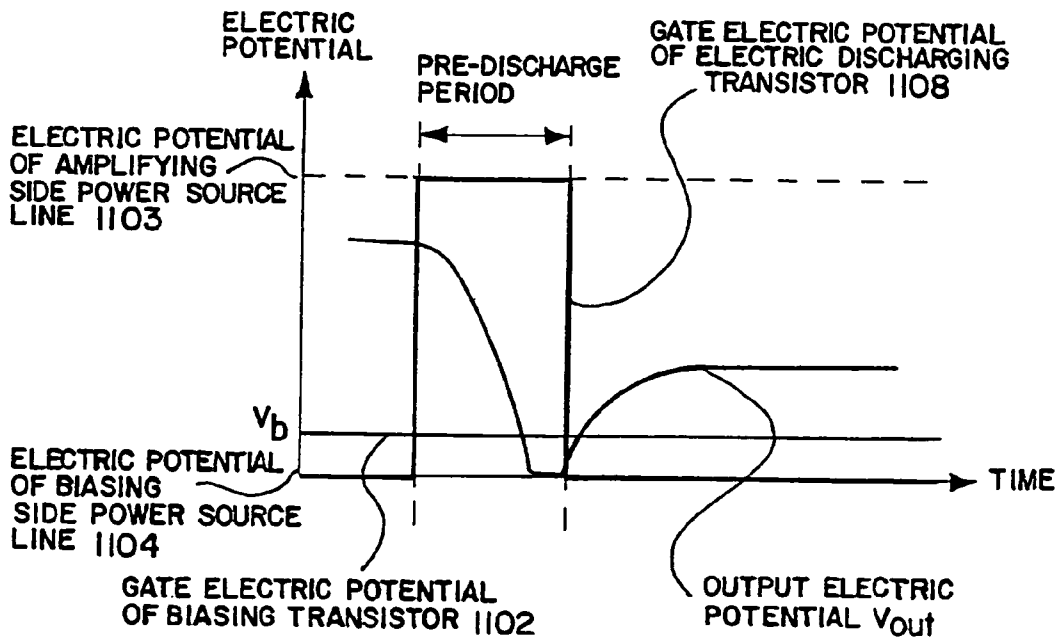 ELECTRIC
POTENTIAL
PRE-DISCHARGE
PERIOD
GATE ELECTRIC POTENTIAL
OF ELECTRIC DISCHARGING
TRANSISTOR 1108
ELECTRIC POTENTIAL
OF AMPLIFYING
SIDE POWER SOURCE
LINE 1103
Vb
ELECTRIC POTENTIAL
OF BIASING
SIDE POWER SOURCE
LINE 1104
TIME
GATE ELECTRIC POTENTIAL
OF BIASING TRANSISTOR 1102
OUTPUT ELECTRIC
POTENTIAL Vout